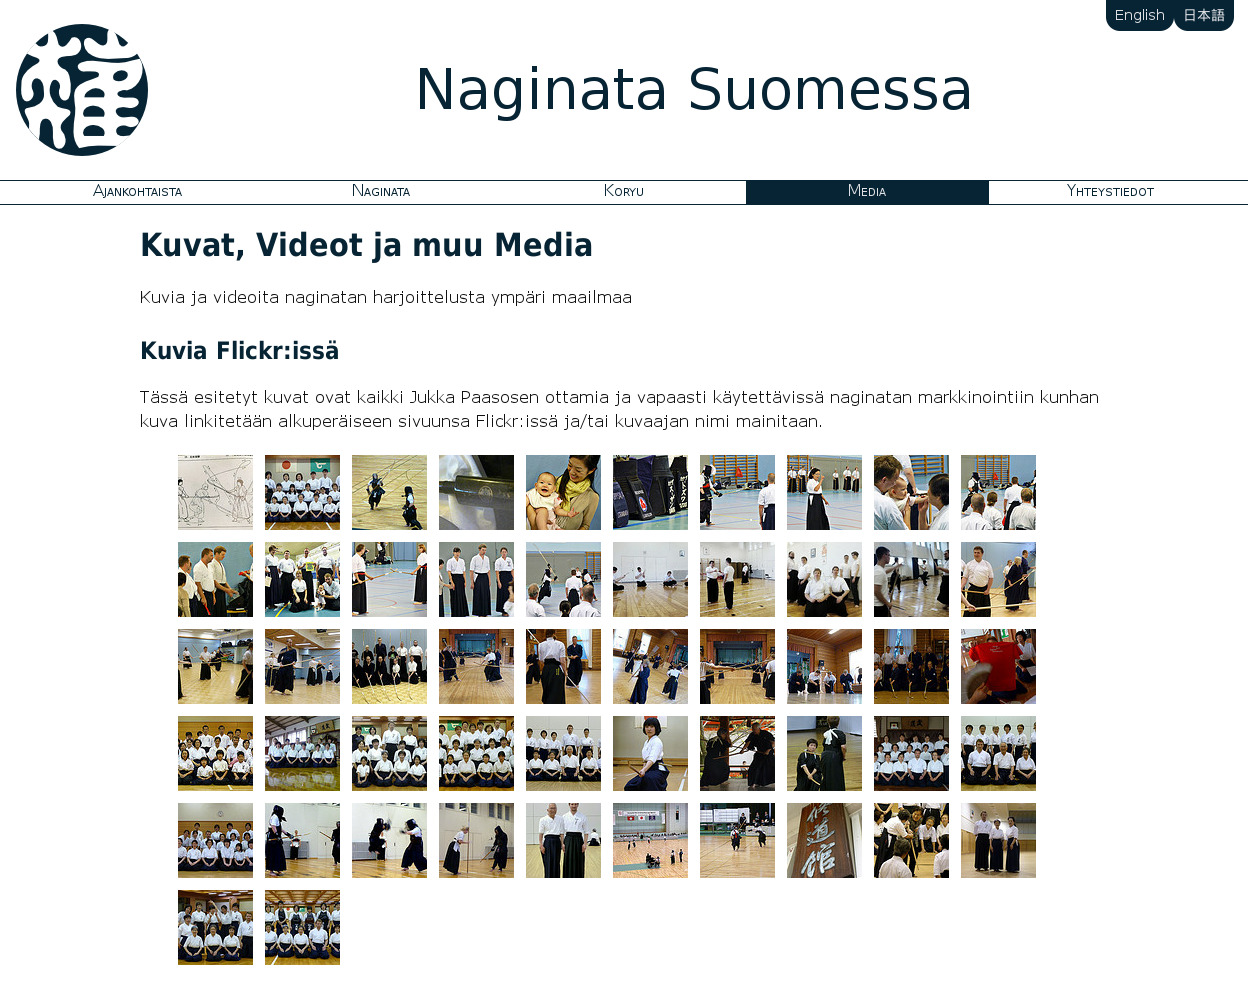 English 日本語
Naginata Suomessa
Ajankohtaista Naginata Koryu Media Yhteystiedot
Kuvat, Videot ja muu Media
Kuvia ja videoita naginatan harjoittelusta ympäri maailmaa
Kuvia Flickr:issä
Tässä esitetyt kuvat ovat kaikki Jukka Paasosen ottamia ja vapaasti käytettävissä naginatan markkinointiin kunhan
kuva linkitetään alkuperäiseen sivuunsa Flickr:issä ja/tai kuvaajan nimi mainitaan.